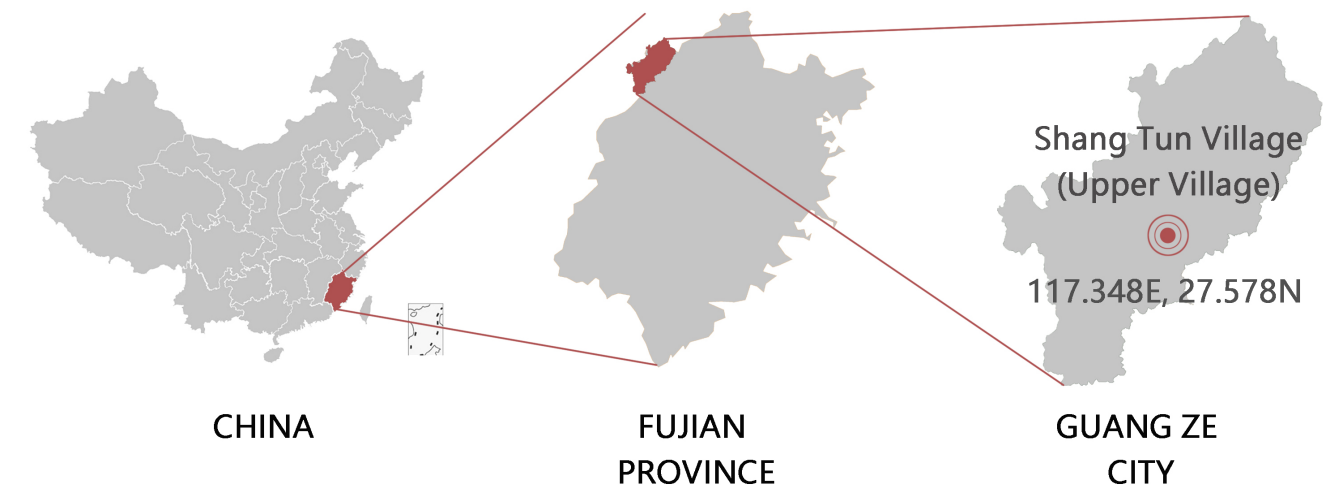 Shang Tun Village
(Upper Village)
117.348E, 27.578N
CHINA
FUJIAN
PROVINCE
GUANG ZE
CITY